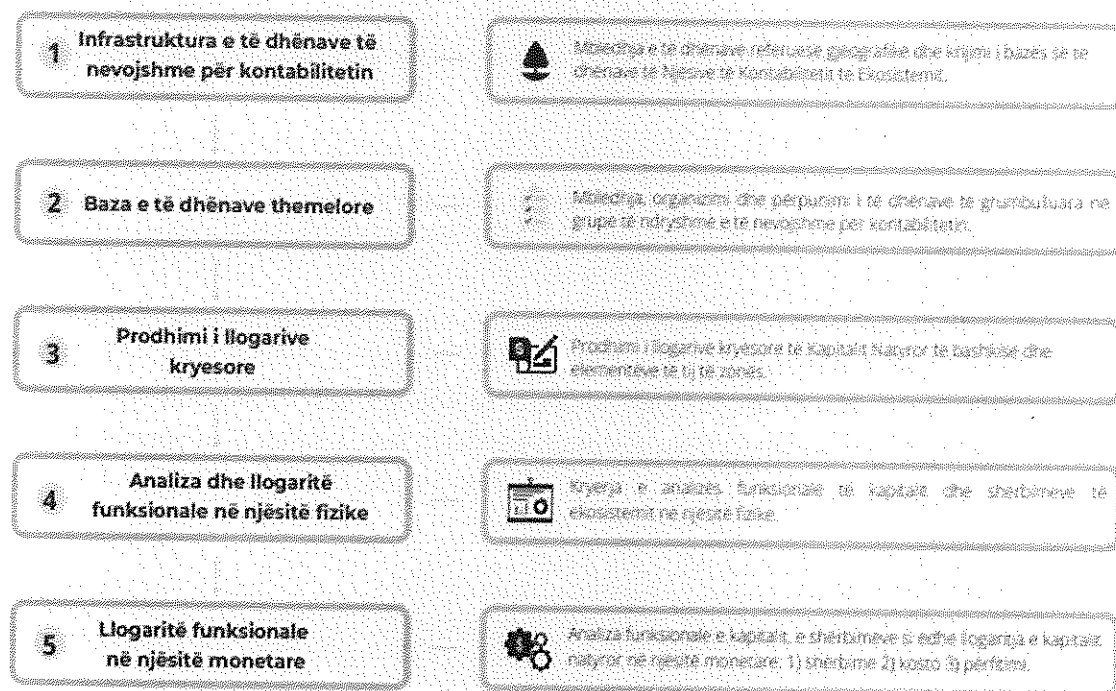 1
Infrastruktura e të dhënave të
nevojshme për kontabilitetin
Mbledhja e të dhënave referuese gjeografike dhe krijimi i bazës së të
dhënave të Njësive të Kontabilitetit të Ekosistemit.
2
Baza e të dhënave themelore
Mbledhja, organizimi dhe përpunimi i të dhënave të grumbulluara në
grupe të ndryshme e të nevojshme për kontabilitetin.
3
Prodhimi i llogarive
kryesore
Prodhimi i llogarive kryesore të Kapitalit Natyror të bashkise dhe
elementeve të tij të zonës.
4
Analiza dhe llogaritë
funksionale në njësitë fizike
Kryerja e analizës funksionale të kapitalit dhe shërbimeve të
ekosistemit në njësitë fizike.
5
Llogaritë funksionale
në njësitë monetare
Analiza funksionale e kapitalit, e shërbimeve si edhe llogaritja e kapitalit
natyror në njësitë monetare: 1) shërbime 2) kosto 3) përfitimi.